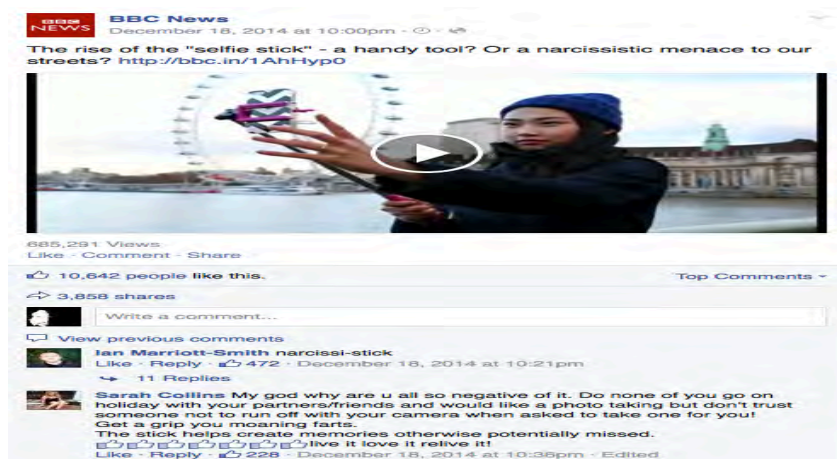 BBC NEWS
BBC News
December 18, 2014 at 10:00pm
The rise of the "selfie stick" - a handy tool? Or a narcissistic menace to our
streets? http://bbc.in/1AhHyp0
685,291 Views
Like · Comment · Share
10,642 people like this.
Top Comments
3,858 shares
Write a comment...
View previous comments
Ian Marriott-Smith narcissi-stick
Like · Reply · 472 · December 18, 2014 at 10:21pm
11 Replies
Sarah Collins My god why are u all so negative of it. Do none of you go on
holiday with your partners/friends and would like a photo taking but don't trust
someone not to run off with your camera when asked to take one for you!
Get a grip you moaning farts.
The stick helps create memories otherwise potentially missed.
live it love it relive it!
Like · Reply · 228 · December 18, 2014 at 10:36pm · Edited